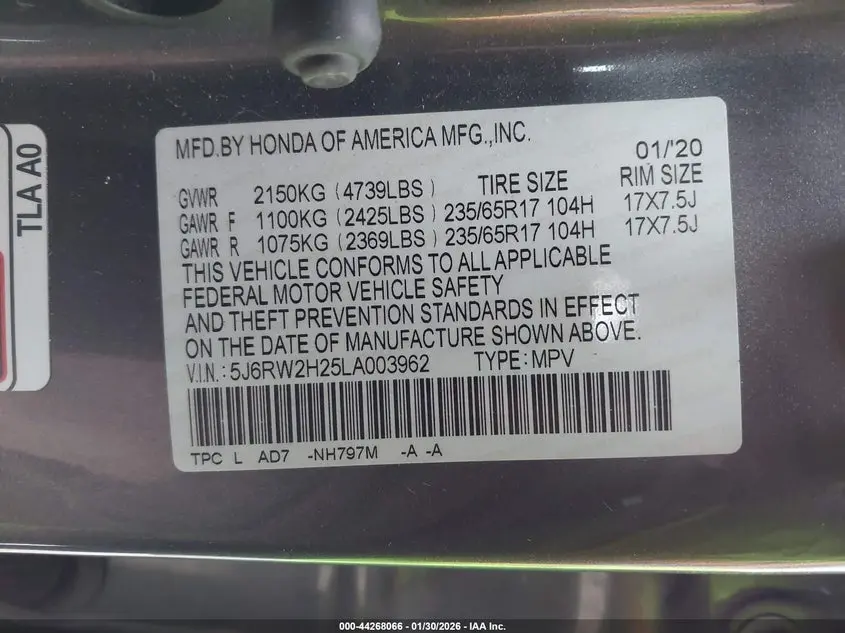 TLA A0
MFD.BY HONDA OF AMERICA MFG.,INC.
01/'20
GVWR 2150KG (4739LBS) TIRE SIZE RIM SIZE
GAWR F 1100KG (2425LBS) 235/65R17 104H 17X7.5J
GAWR R 1075KG (2369LBS) 235/65R17 104H 17X7.5J
THIS VEHICLE CONFORMS TO ALL APPLICABLE
FEDERAL MOTOR VEHICLE SAFETY
AND THEFT PREVENTION STANDARDS IN EFFECT
ON THE DATE OF MANUFACTURE SHOWN ABOVE.
V.I.N.: 5J6RW2H25LA003962 TYPE: MPV
TPC L AD7 -NH797M -A -A
000-44268066 - 01/30/2026 - IAA Inc.